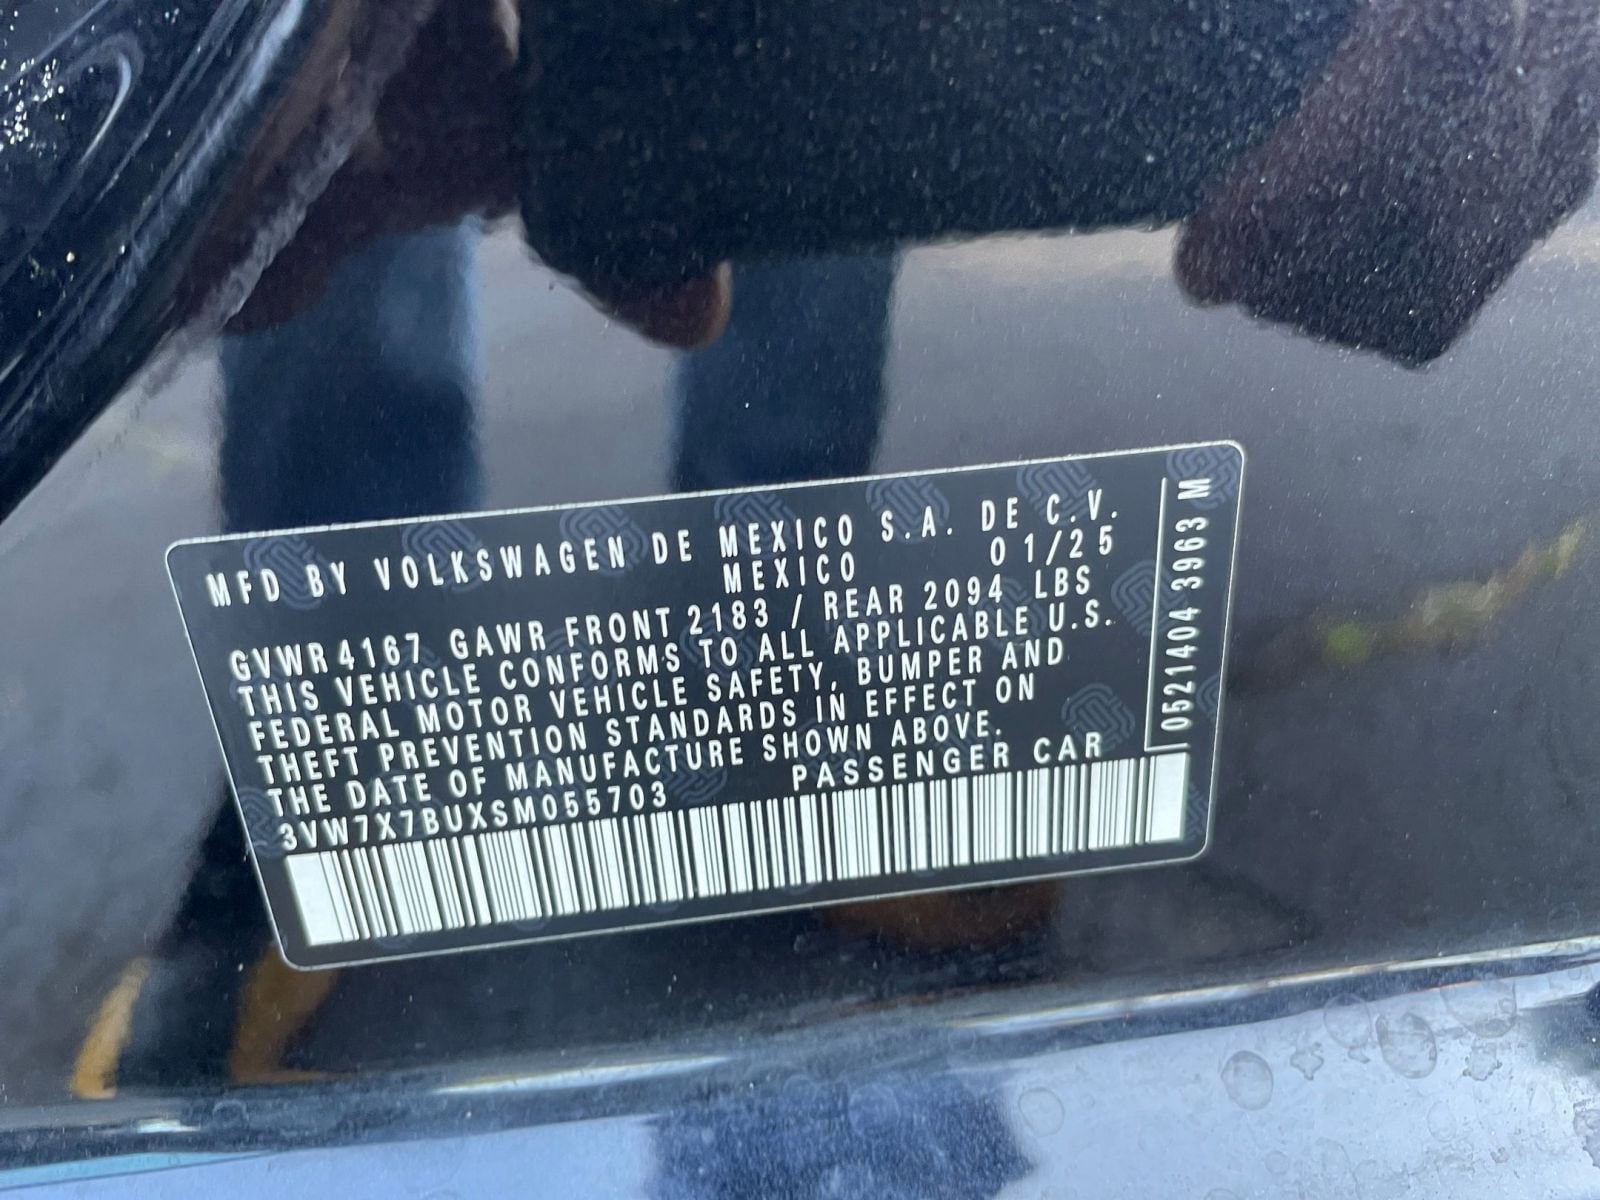 MFD BY VOLKSWAGEN DE MEXICO S.A. DE C.V.
MEXICO 01/25
GVWR 4167 GAWR FRONT 2183 / REAR 2094 LBS
THIS VEHICLE CONFORMS TO ALL APPLICABLE U.S.
FEDERAL MOTOR VEHICLE SAFETY, BUMPER AND
THEFT PREVENTION STANDARDS IN EFFECT ON
THE DATE OF MANUFACTURE SHOWN ABOVE.
3VW7X7BUXSM055703 PASSENGER CAR
0521404 3963 M